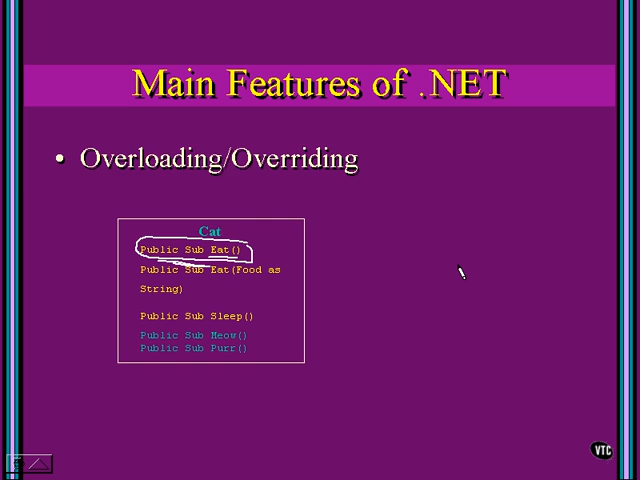 Main Features of .NET
• Overloading/Overriding
Cat
Public Sub Eat()
Public Sub Eat(Food as
String)
Public Sub Sleep()
Public Sub Meow()
Public Sub Purr()
VTC